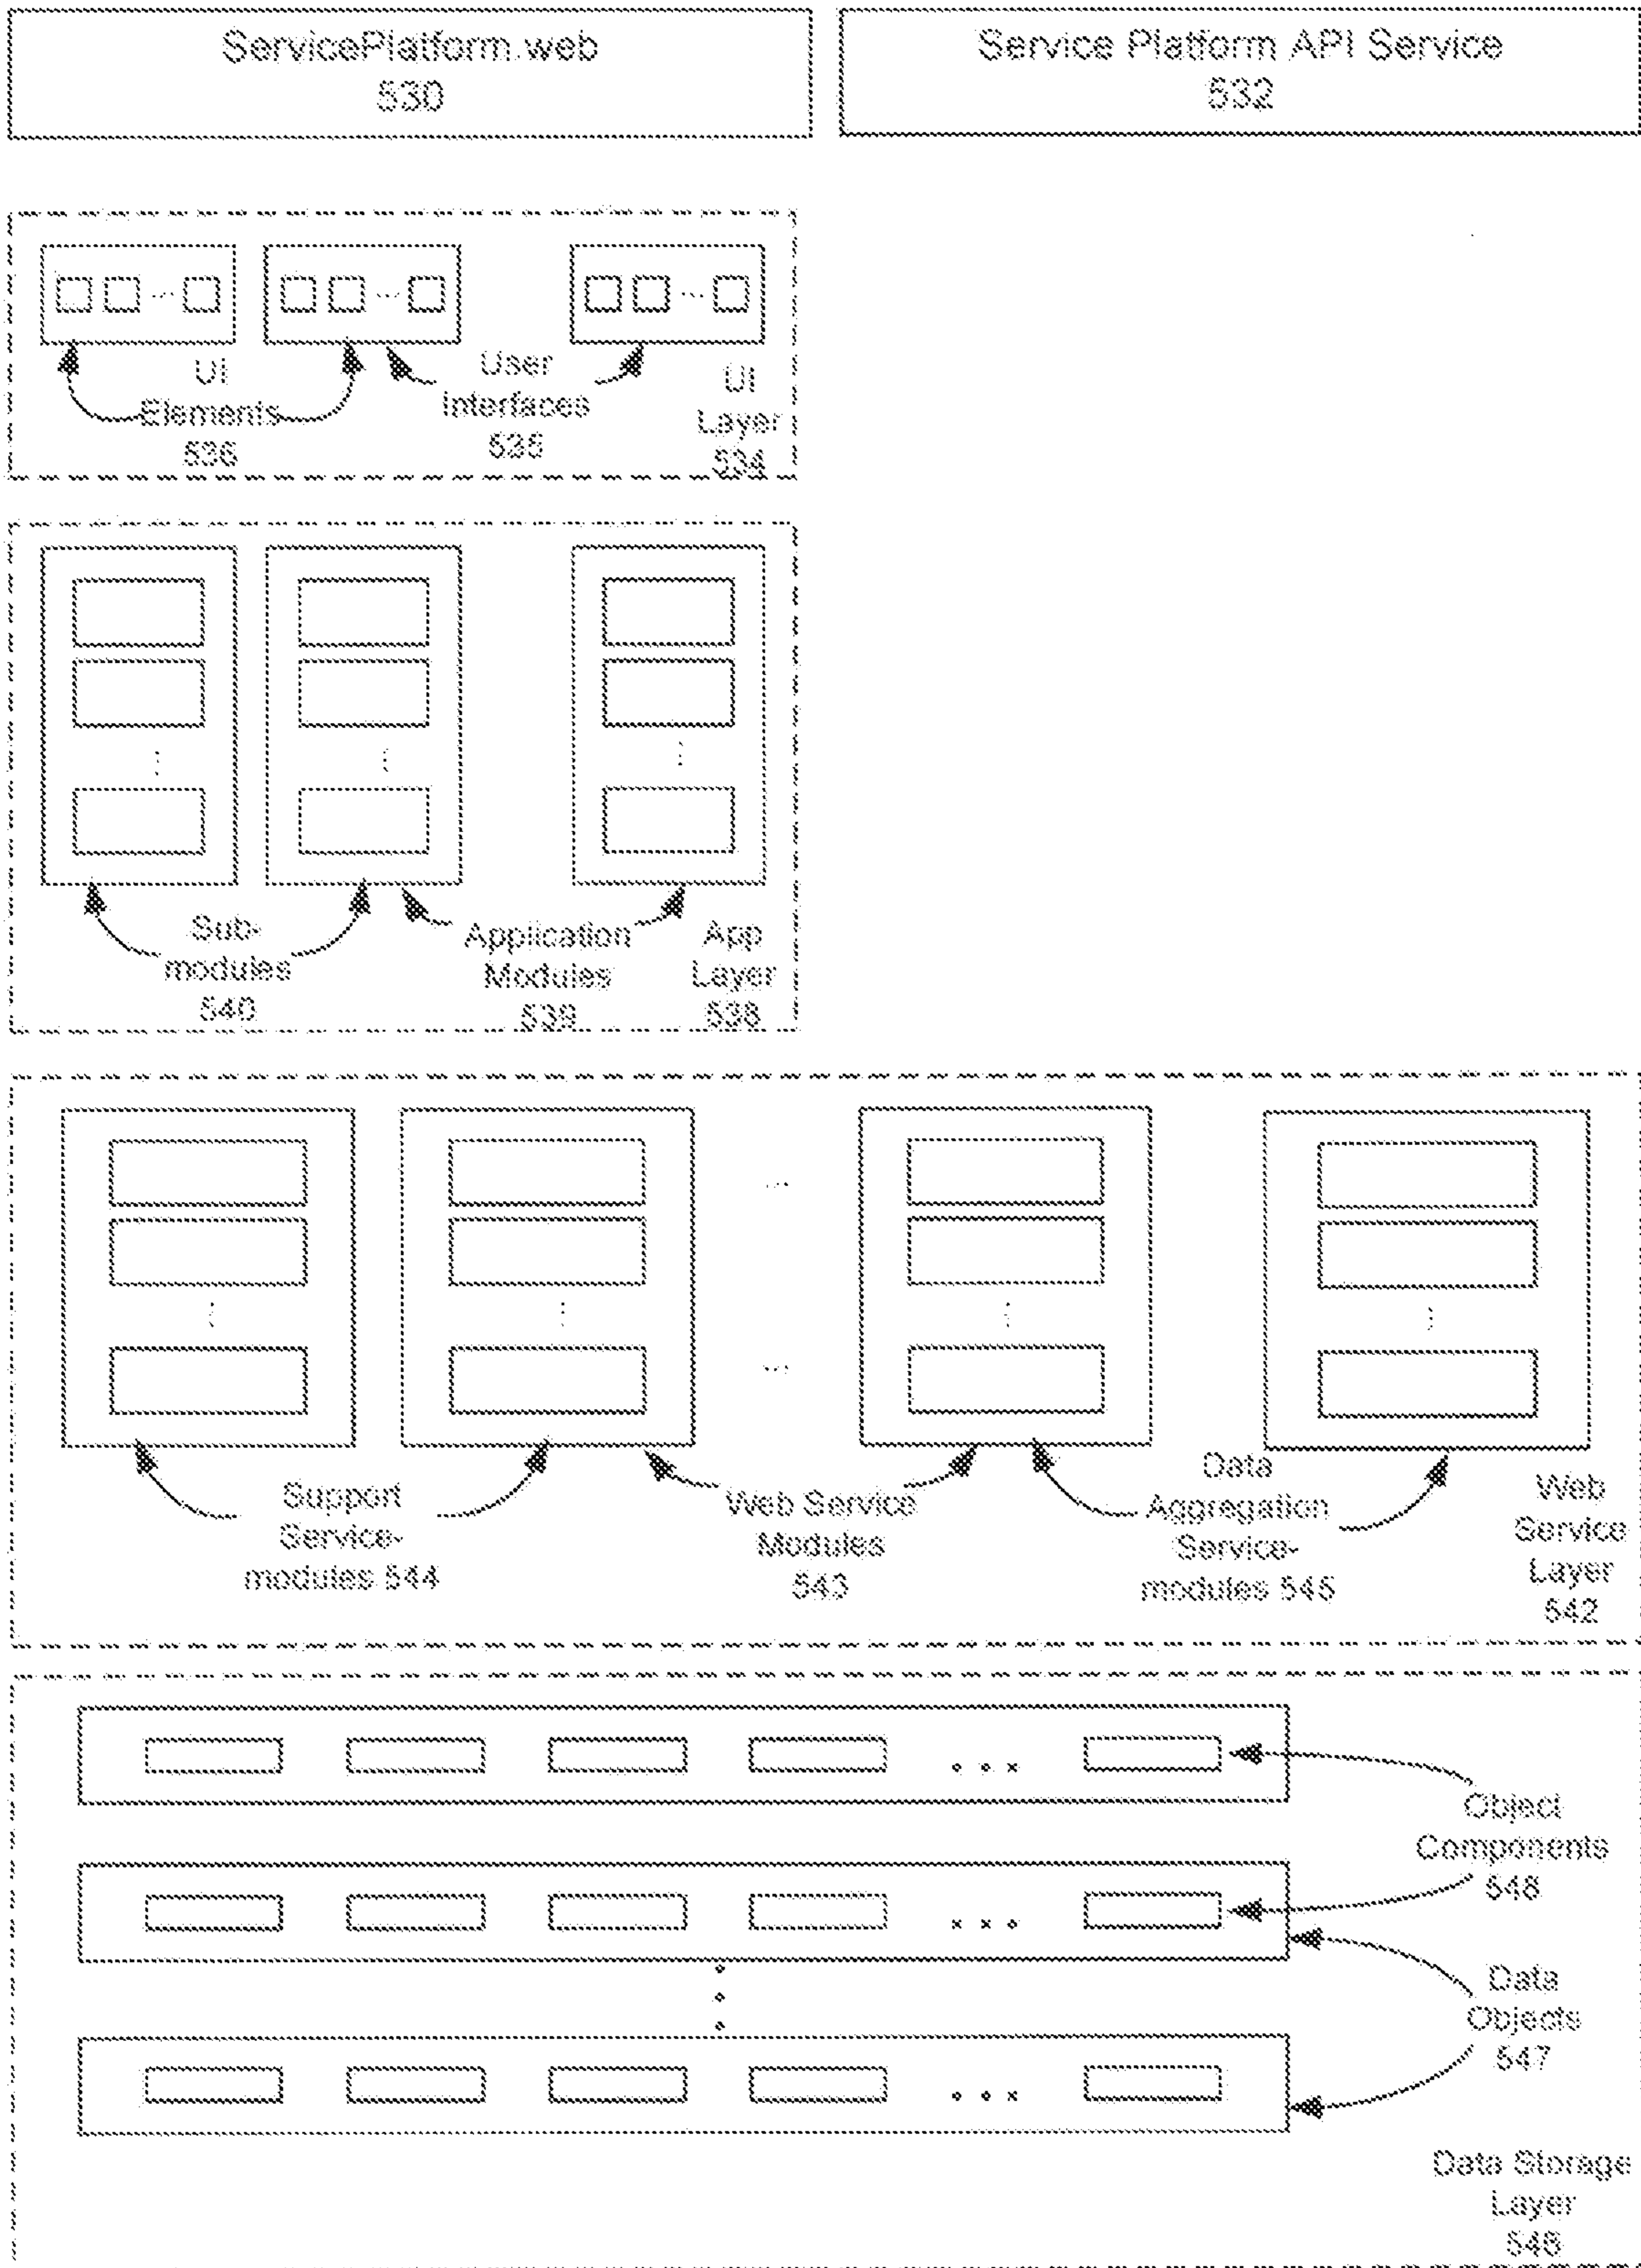 ServicePlatform.web
530
Service Platform API Service
532
UI
Elements
536
User
Interfaces
535
UI
Layer
534
Sub-
modules
540
Application
Modules
539
App
Layer
538
Support
Service-
modules 544
Web Service
Modules
543
Data
Aggregation
Service-
modules 545
Web
Service
Layer
542
Object
Components
548
Data
Objects
547
Data Storage
Layer
546